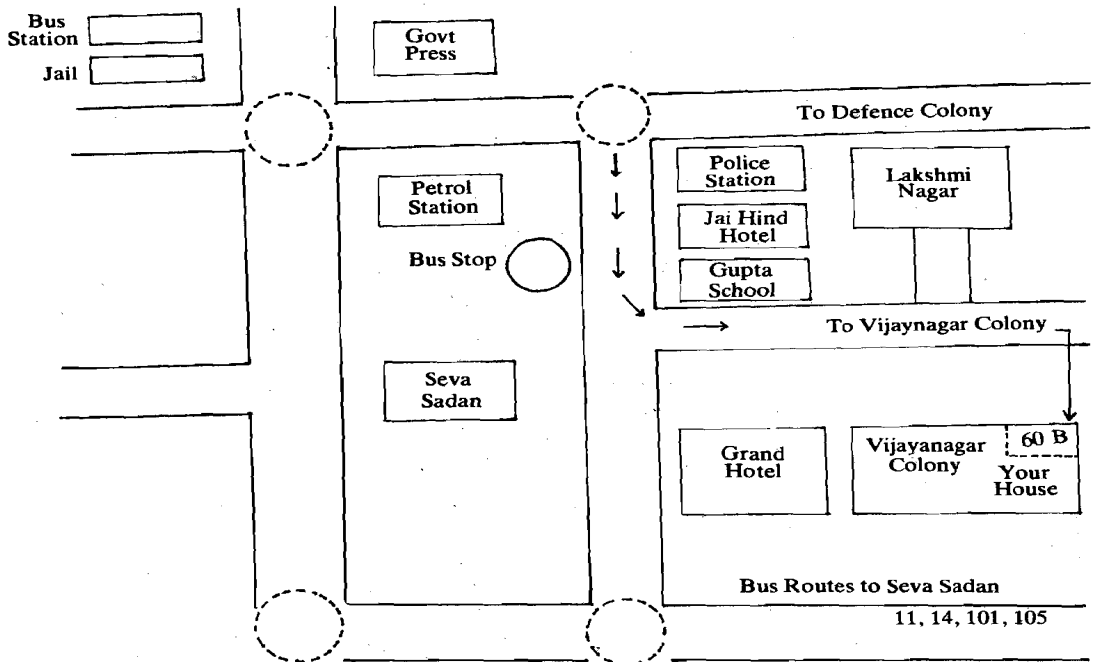 Bus
Station
Jail
Govt
Press
To Defence Colony
Petrol
Station
Police
Station
Lakshmi
Nagar
Jai Hind
Hotel
Bus Stop
Gupta
School
To Vijaynagar Colony
Seva
Sadan
Grand
Hotel
Vijayanagar
Colony
60 B
Your
House
Bus Routes to Seva Sadan
11, 14, 101, 105